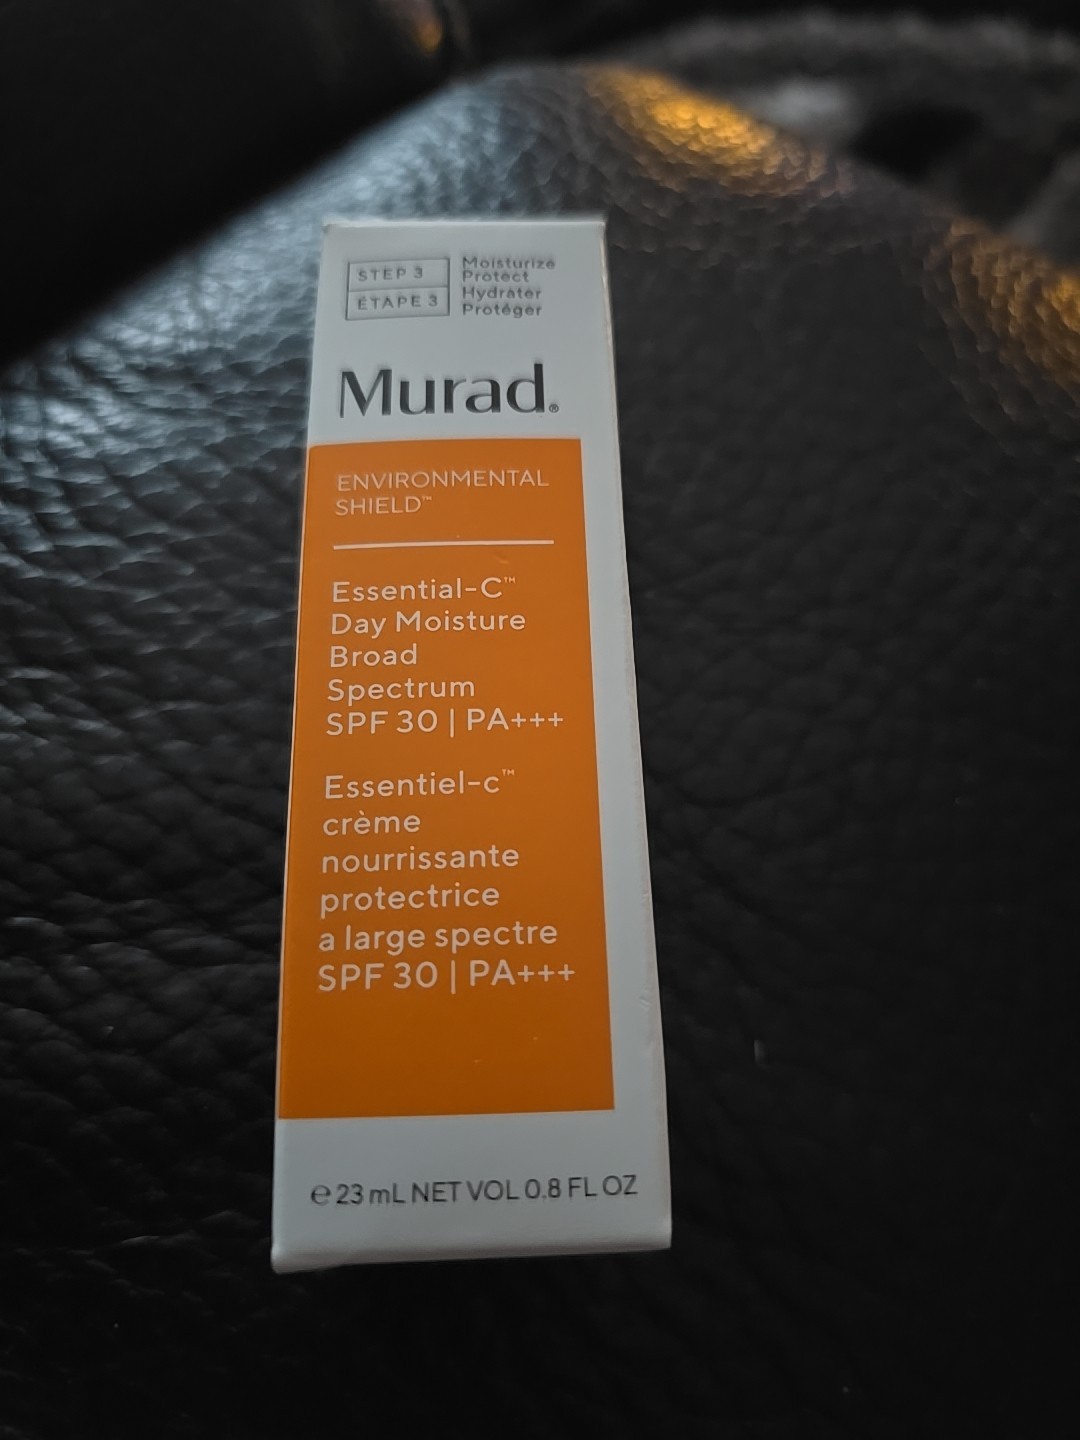 STEP 3
ÉTAPE 3
Moisturize
Protect
Hydrater
Protéger
Murad®
ENVIRONMENTAL
SHIELD™
Essential-C™
Day Moisture
Broad
Spectrum
SPF 30 | PA+++
Essentiel-c™
crème
nourrissante
protectrice
a large spectre
SPF 30 | PA+++
℮ 23 mL NET VOL 0.8 FL OZ